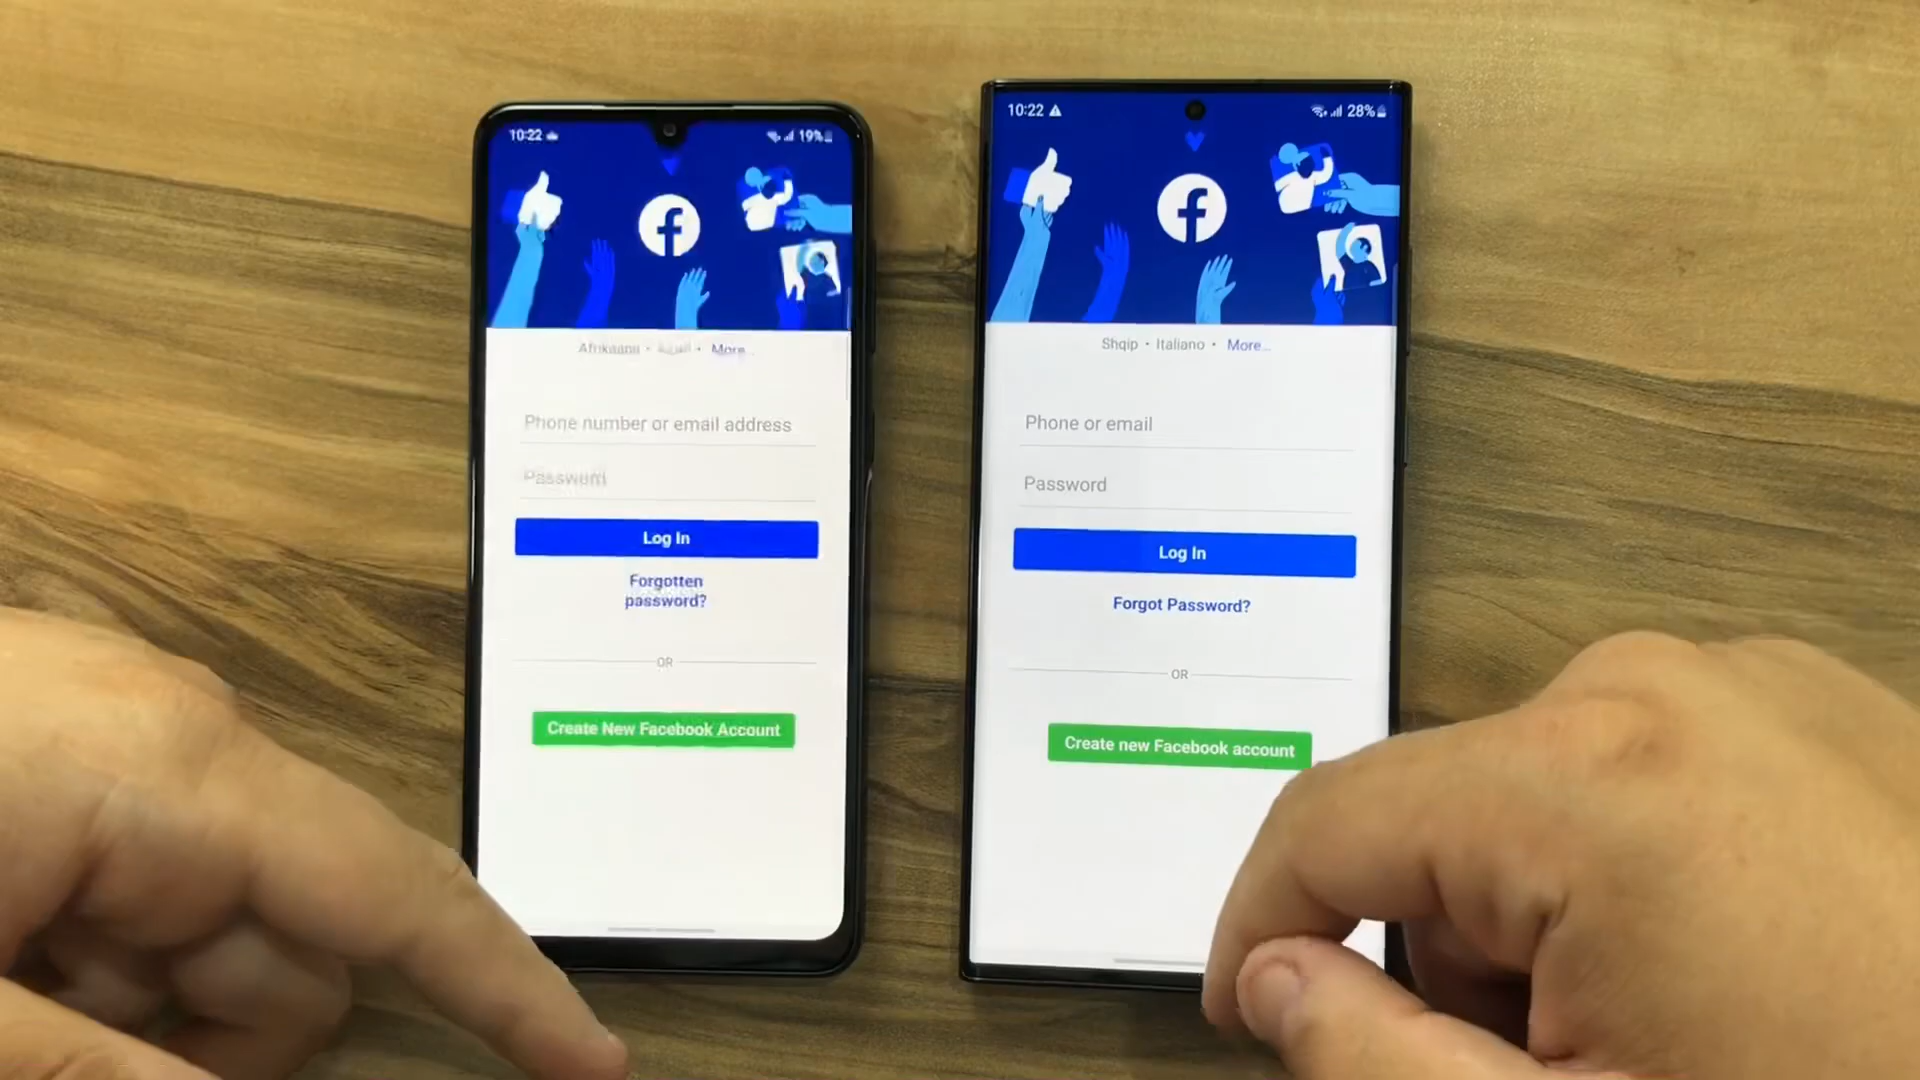 10:22
19%
Afrikaans · · More...
Phone number or email address
Password
Log In
Forgotten
password?
OR
Create New Facebook Account
10:22
28%
Shqip · Italiano · More...
Phone or email
Password
Log In
Forgot Password?
OR
Create new Facebook account